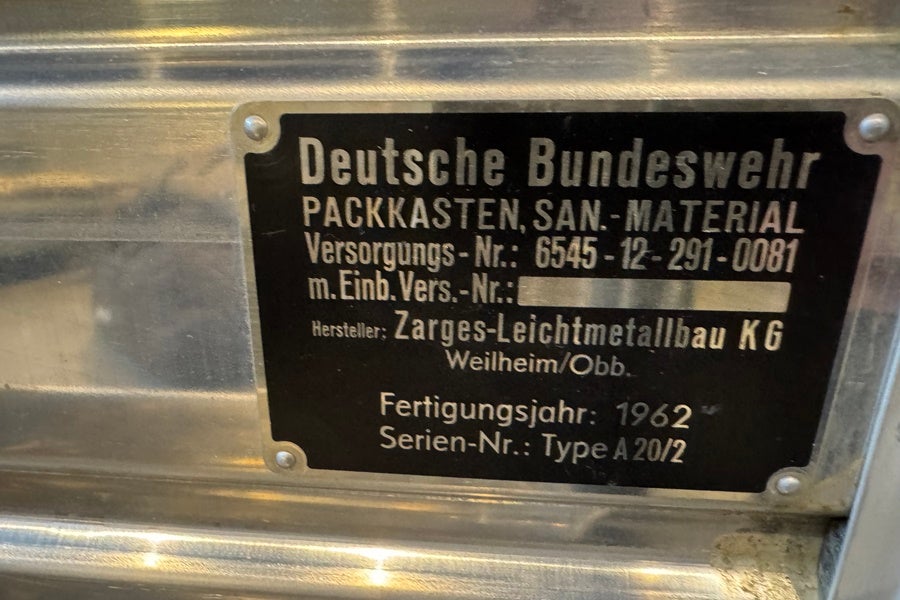 Deutsche Bundeswehr
PACKKASTEN, SAN.-MATERIAL
Versorgungs-Nr.: 6545-12-291-0081
m. Einb. Vers.-Nr.:
Hersteller: Zarges-Leichtmetallbau KG
Weilheim/Obb.
Fertigungsjahr: 1962
Serien-Nr.: Type A 20/2